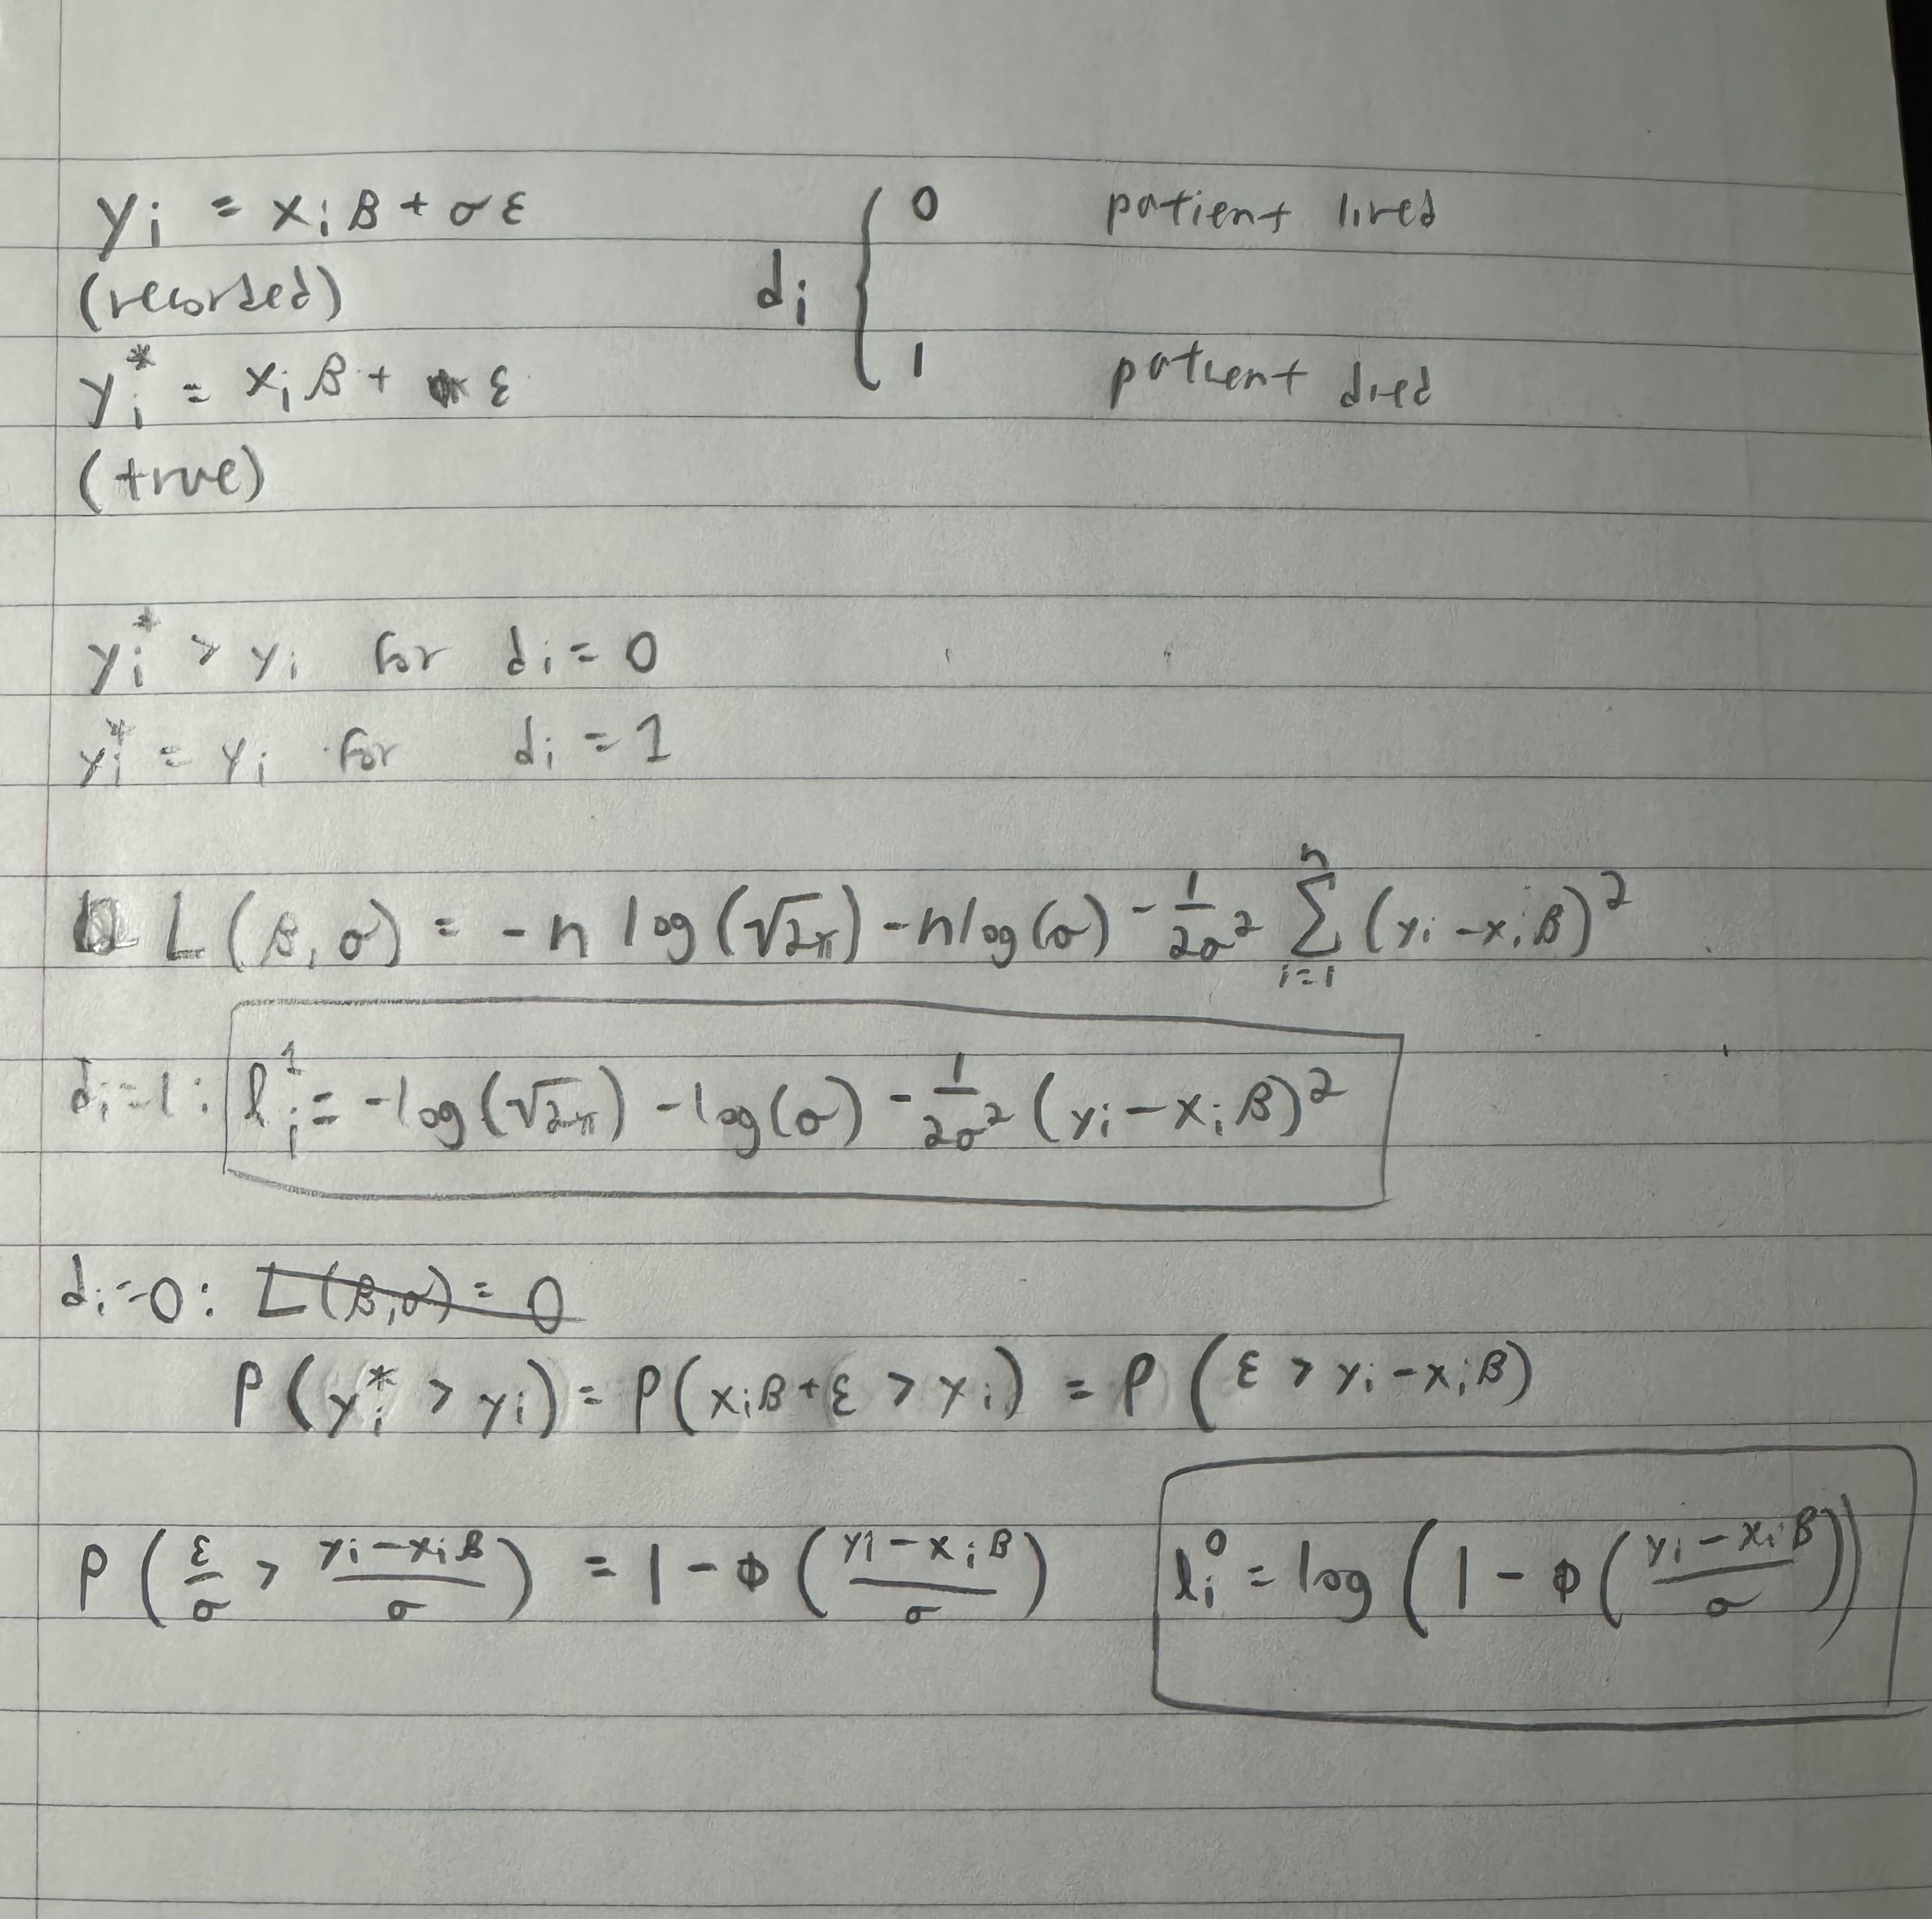 yᵢ = xᵢβ + σε
dᵢ { 0 patient lived
(recorded)
1 patient died
yᵢ* = xᵢβ + ε
(true)
yᵢ* > yᵢ for dᵢ = 0
yᵢ* = yᵢ for dᵢ = 1
L(β, σ) = -n log(√2π) - n log(σ) - 1/2σ² Σⁿᵢ₌₁ (yᵢ - xᵢβ)²
dᵢ=1: lᵢ¹ = -log(√2π) - log(σ) - 1/2σ² (yᵢ - xᵢβ)²
dᵢ=0: L(β,σ) = 0
P(yᵢ* > yᵢ) = P(xᵢβ + ε > yᵢ) = P(ε > yᵢ - xᵢβ)
P(ε/σ > (yᵢ - xᵢβ)/σ) = 1 - Φ((yᵢ - xᵢβ)/σ) lᵢ⁰ = log(1 - Φ((yᵢ - xᵢβ)/σ))